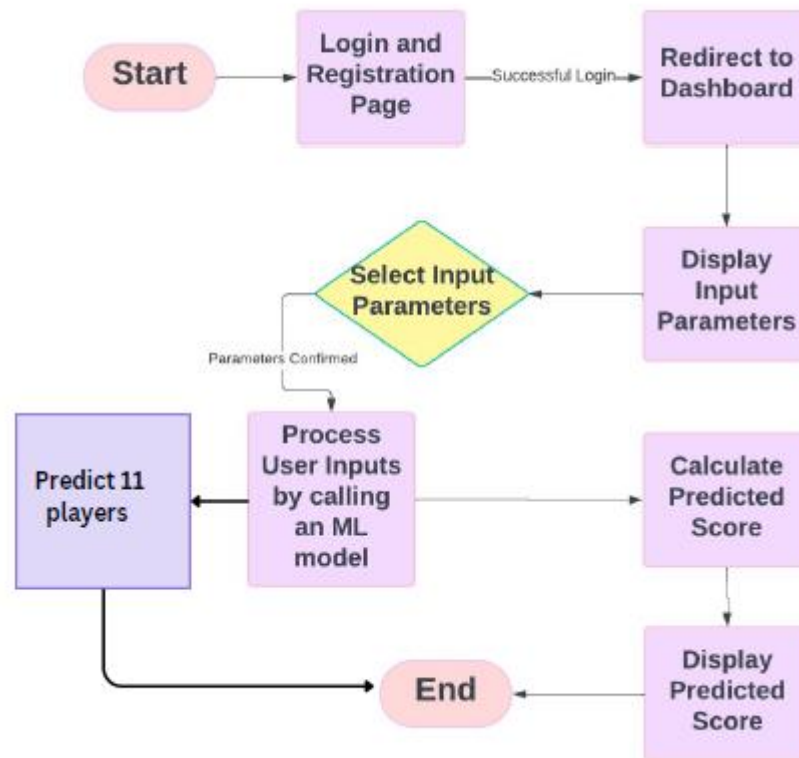 Start
Login and
Registration
Page
Successful Login
Redirect to
Dashboard
Display
Input
Parameters
Select Input
Parameters
Parameters Confirmed
Process
User Inputs
by calling
an ML
model
Predict 11
players
Calculate
Predicted
Score
Display
Predicted
Score
End